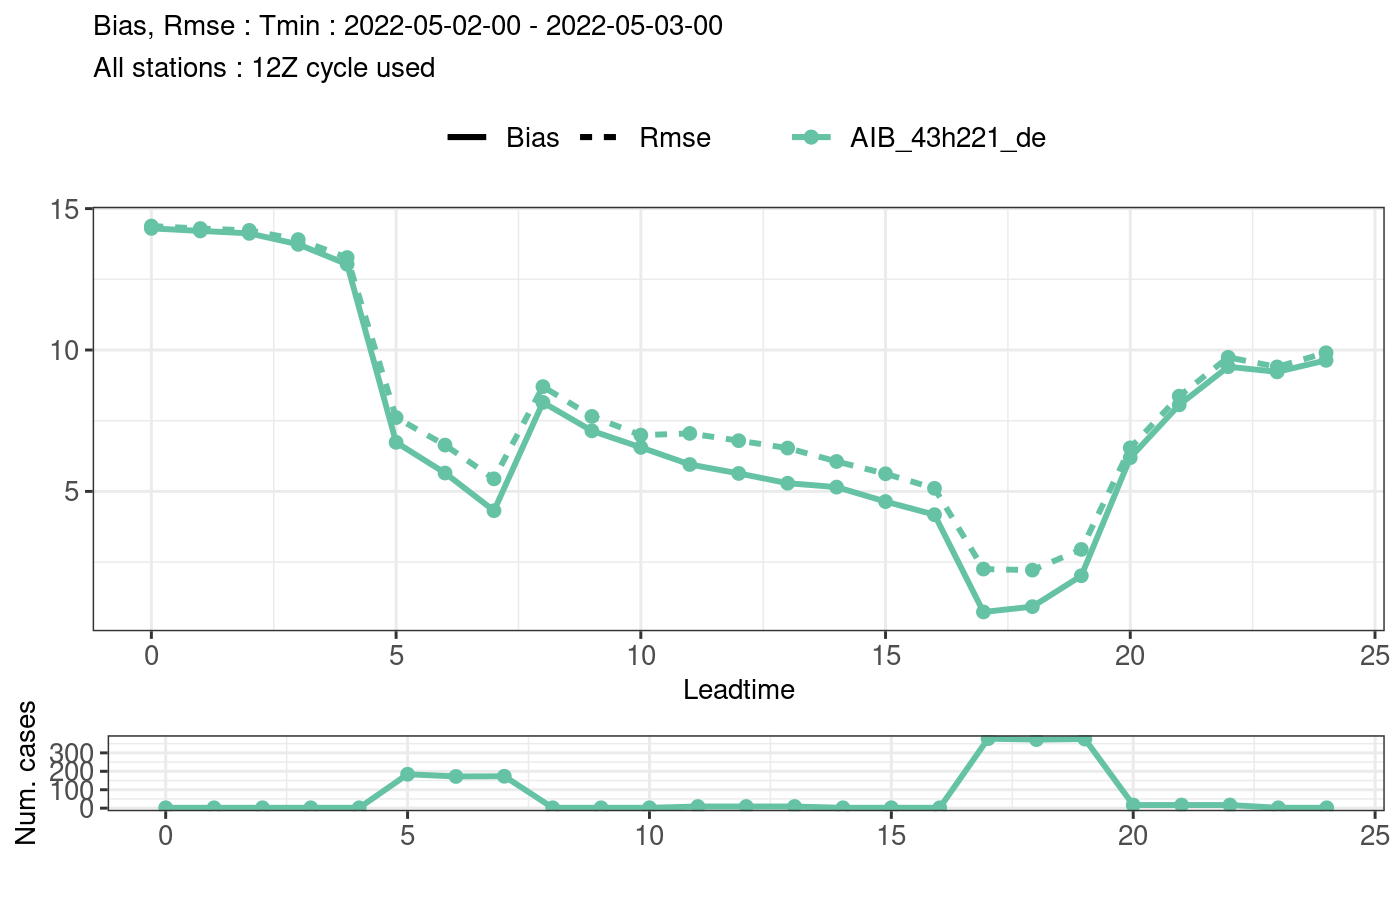 Bias, Rmse : Tmin : 2022-05-02-00 - 2022-05-03-00
All stations : 12Z cycle used
Bias Rmse AIB_43h221_de
15
10
5
0 5 10 15 20 25
Leadtime
Num. cases
300
200
100
0
0 5 10 15 20 25